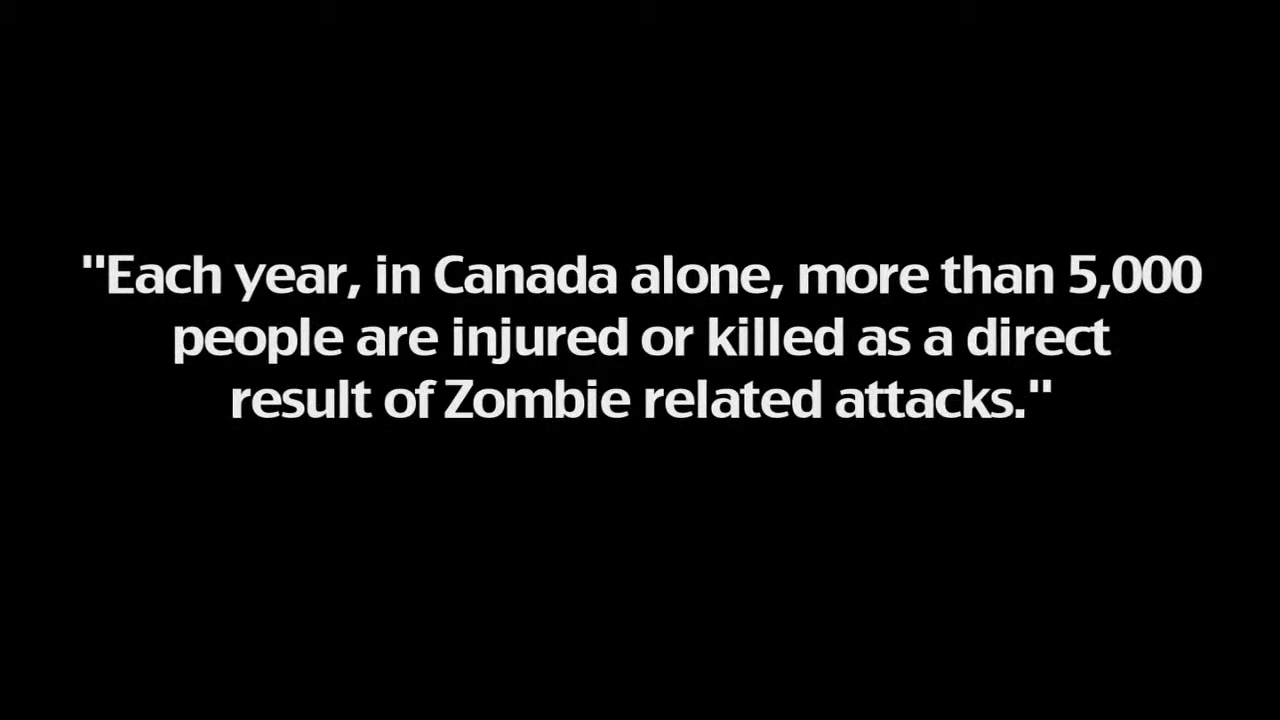 "Each year, in Canada alone, more than 5,000
people are injured or killed as a direct
result of Zombie related attacks."